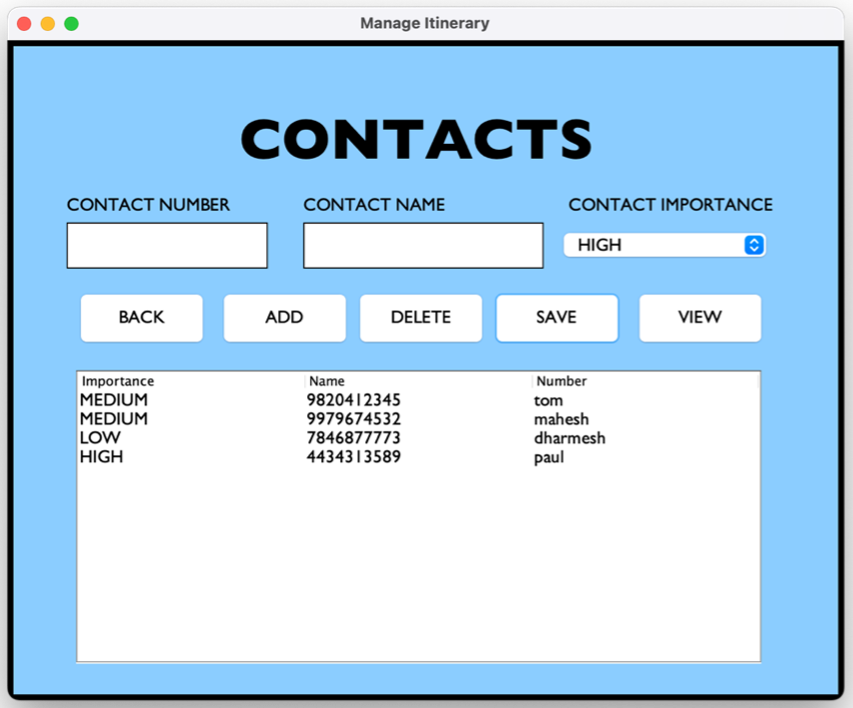 Manage Itinerary
CONTACTS
CONTACT NUMBER CONTACT NAME CONTACT IMPORTANCE
HIGH
BACK ADD DELETE SAVE VIEW
Importance Name Number
MEDIUM 9820412345 tom
MEDIUM 9979674532 mahesh
LOW 7846877773 dharmesh
HIGH 4434313589 paul